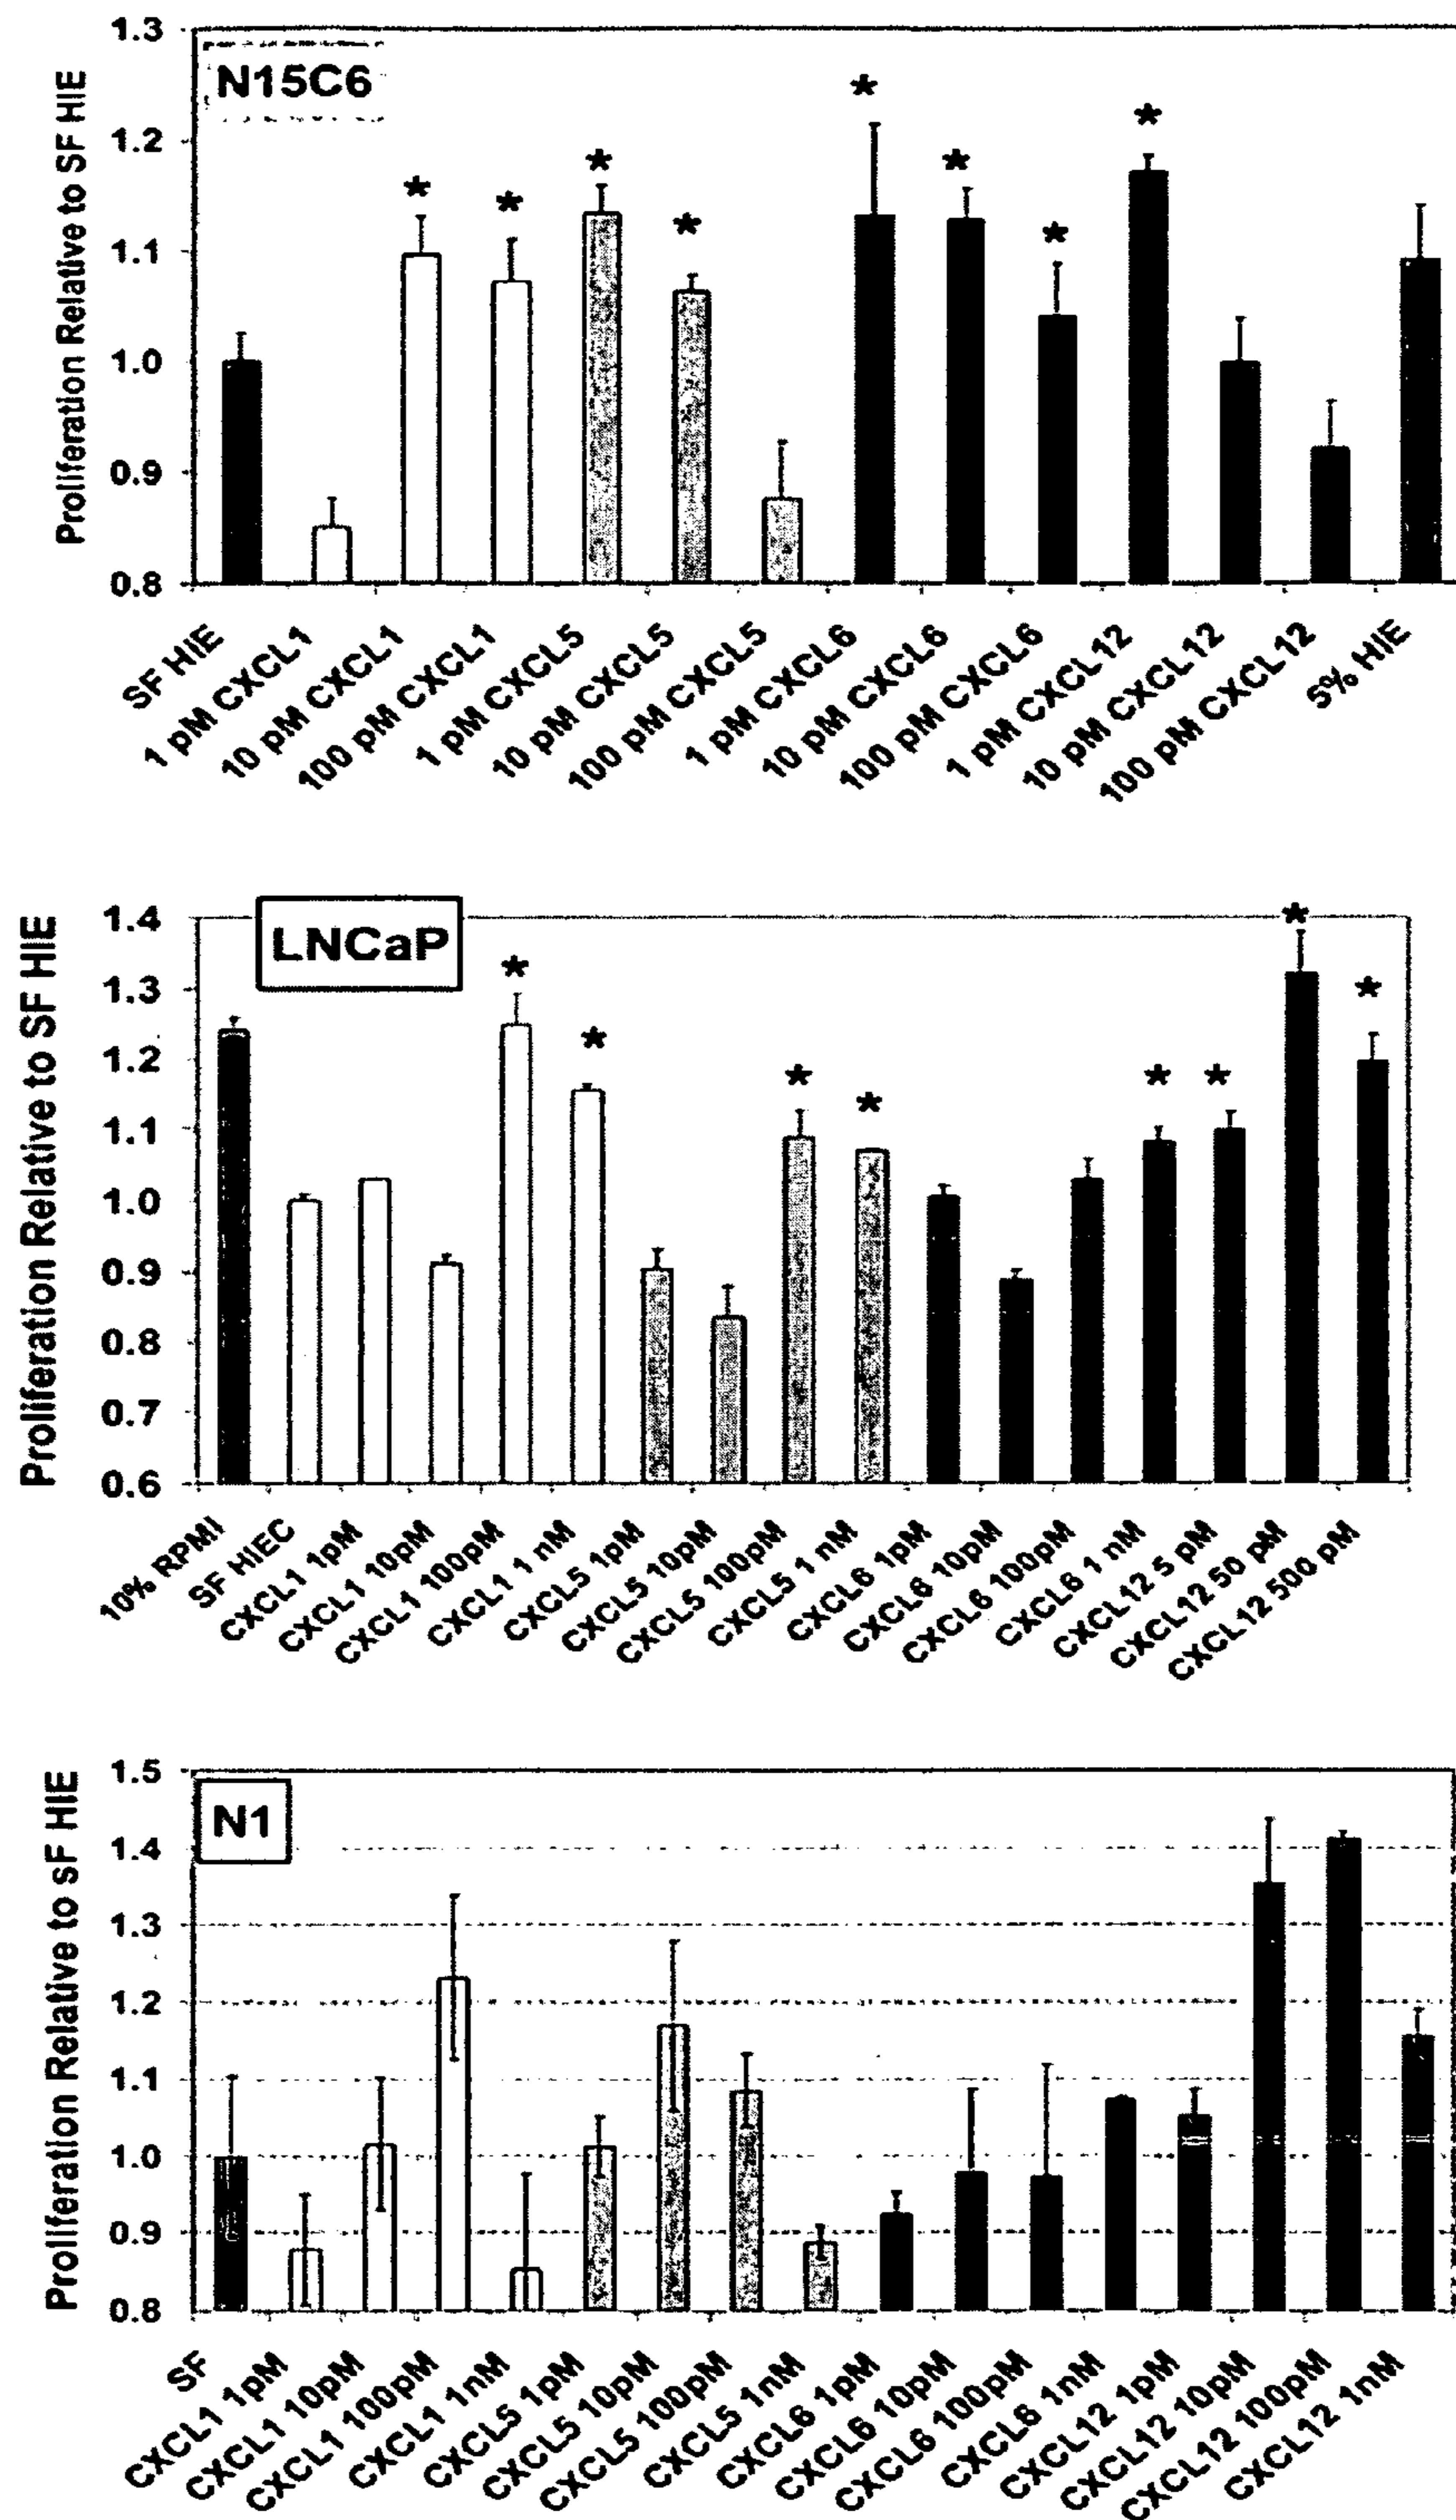 N15C6
Proliferation Relative to SF HIE
1.3
1.2
1.1
1.0
0.9
0.8
* * * * * * * *
SF HIE
1 pM CXCL1
10 pM CXCL1
100 pM CXCL1
1 pM CXCL5
10 pM CXCL5
100 pM CXCL5
1 pM CXCL6
10 pM CXCL6
100 pM CXCL6
1 pM CXCL12
10 pM CXCL12
100 pM CXCL12
5% HIE
LNCaP
Proliferation Relative to SF HIE
1.4
1.3
1.2
1.1
1.0
0.9
0.8
0.7
0.6
* * * * * * * *
10% RPMI
SF HIEC
CXCL1 1pM
CXCL1 10pM
CXCL1 100pM
CXCL1 1 nM
CXCL5 1pM
CXCL5 10pM
CXCL5 100pM
CXCL5 1 nM
CXCL6 1pM
CXCL6 10pM
CXCL6 100pM
CXCL6 1 nM
CXCL12 5 pM
CXCL12 50 pM
CXCL12 500 pM
N1
Proliferation Relative to sF HIE
1.5
1.4
1.3
1.2
1.1
1.0
0.9
0.8
SF
CXCL1 1pM
CXCL1 10pM
CXCL1 100pM
CXCL1 1nM
CXCL5 1pM
CXCL5 10pM
CXCL5 100pM
CXCL5 1nM
CXCL6 1pM
CXCL6 10pM
CXCL6 100pM
CXCL6 1nM
CXCL12 1pM
CXCL12 10pM
CXCL12 100pM
CXCL12 1nM